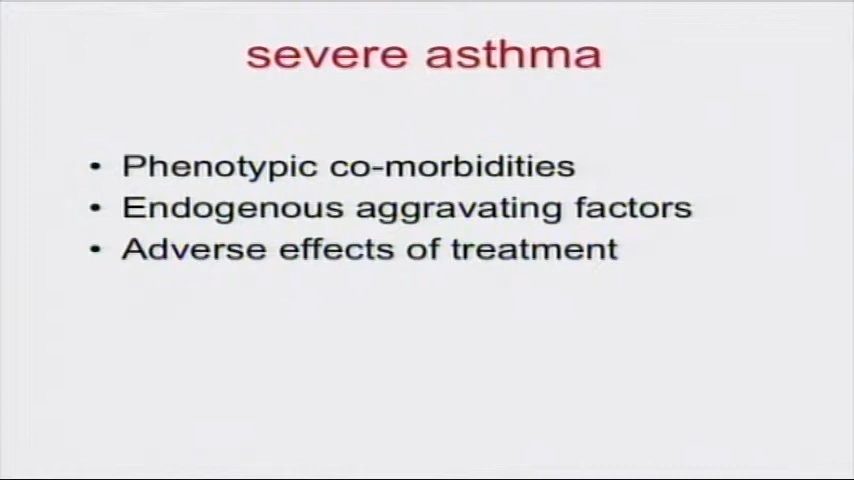 severe asthma
• Phenotypic co-morbidities
• Endogenous aggravating factors
• Adverse effects of treatment